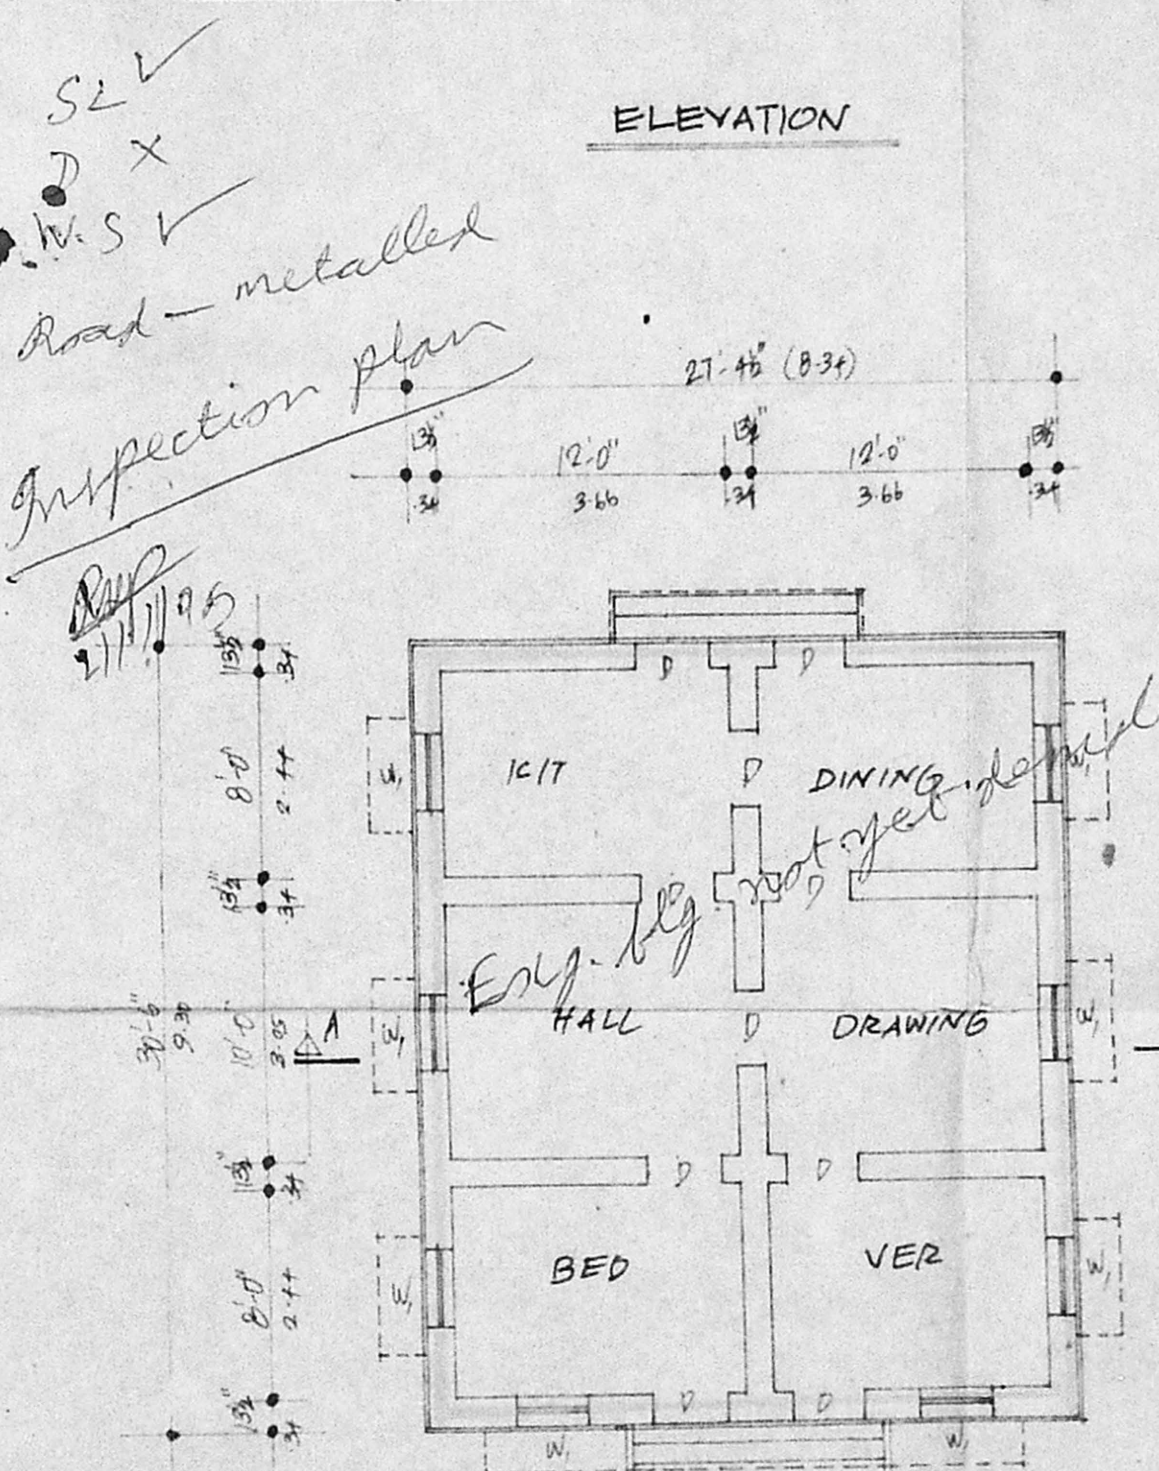 SL ✓
ELEVATION
D ×
W.S ✓
Road - metalled
Inspection plan
27'-4½" (8.34)
13½" 12'-0" 13½" 12'-0" 13½"
.34 3.66 .34 3.66 .34
13½" .34
D D
8'-0" 2.44
W1 KIT D DINING W1
not yet
13½" .34
D D
blg
HALL D DRAWING
30'-6" 9.30
10'-0" 3.05
A
W1 W1
13½" .34
D D
BED VER
8'-0" 2.44
W1 W1
13½" .34
D D
W1 W1